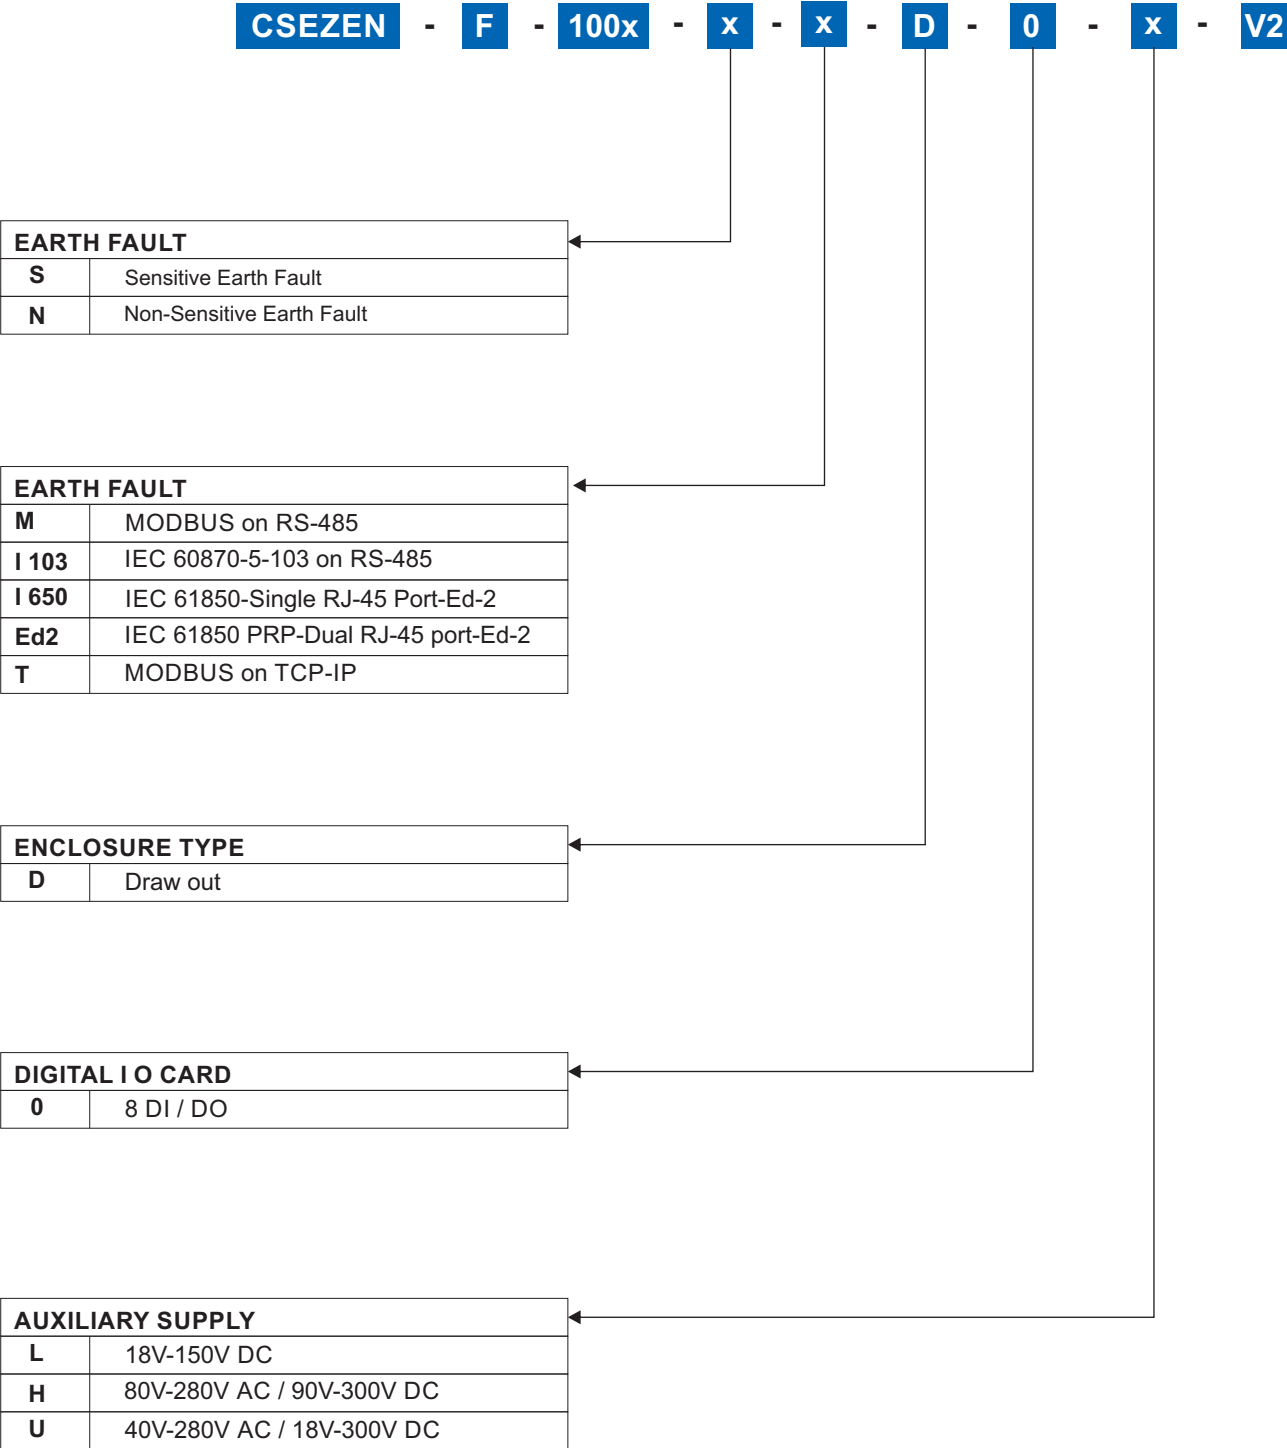 CSEZEN - F - 100x - x - x - D - 0 - x - V2
EARTH FAULT
S Sensitive Earth Fault
N Non-Sensitive Earth Fault
EARTH FAULT
M MODBUS on RS-485
I 103 IEC 60870-5-103 on RS-485
I 650 IEC 61850-Single RJ-45 Port-Ed-2
Ed2 IEC 61850 PRP-Dual RJ-45 port-Ed-2
T MODBUS on TCP-IP
ENCLOSURE TYPE
D Draw out
DIGITAL I O CARD
0 8 DI / DO
AUXILIARY SUPPLY
L 18V-150V DC
H 80V-280V AC / 90V-300V DC
U 40V-280V AC / 18V-300V DC